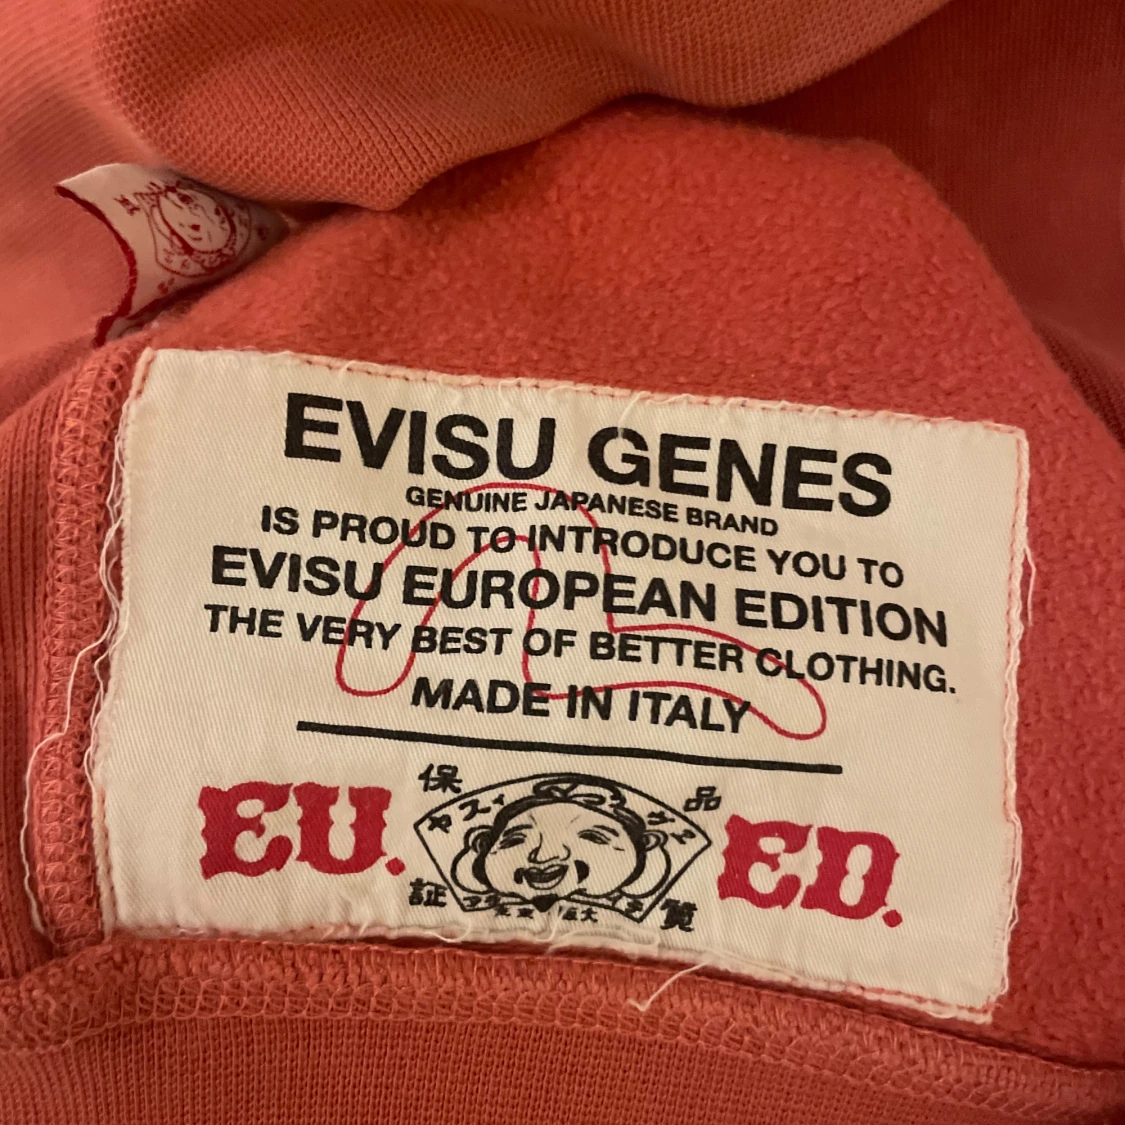 EVISU GENES
GENUINE JAPANESE BRAND
IS PROUD TO INTRODUCE YOU TO
EVISU EUROPEAN EDITION
THE VERY BEST OF BETTER CLOTHING.
MADE IN ITALY
保 品
EU. ED.
証 覧